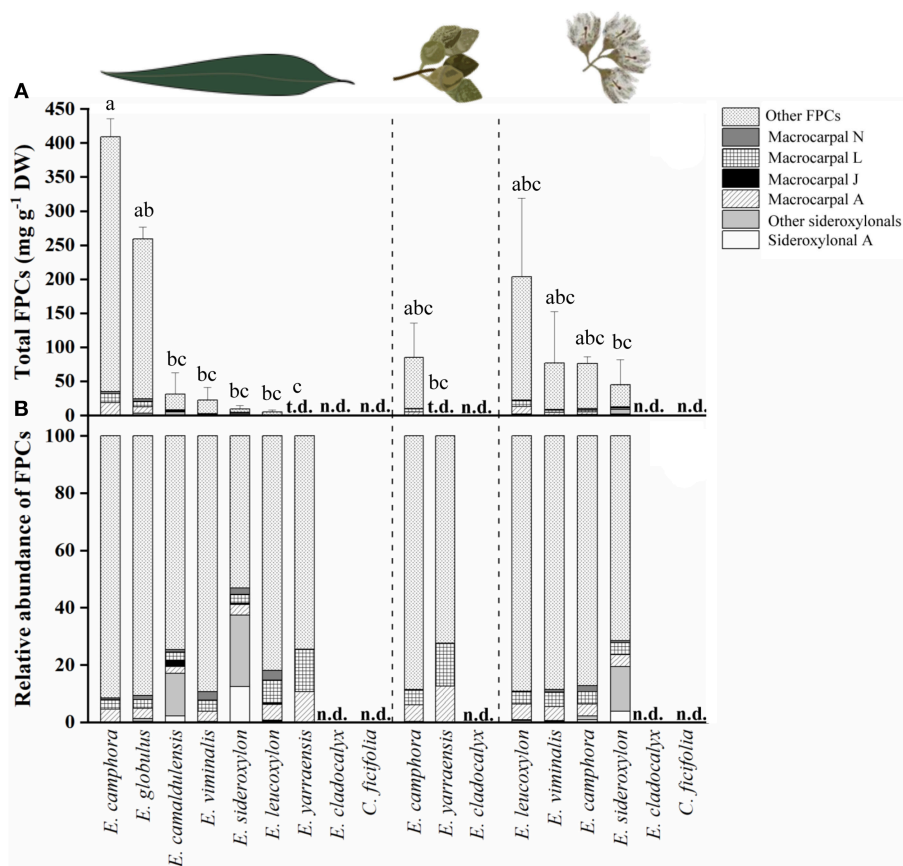 A
Total FPCs (mg g-1 DW)
450
400
350
300
250
200
150
100
50
0
a
ab
bc
bc
bc
bc
c
t.d.
n.d.
n.d.
abc
bc
t.d.
n.d.
abc
abc
abc
bc
n.d.
n.d.
Other FPCs
Macrocarpal N
Macrocarpal L
Macrocarpal J
Macrocarpal A
Other sideroxylonals
Sideroxylonal A
B
Relative abundance of FPCs
100
80
60
40
20
0
n.d.
n.d.
n.d.
n.d.
n.d.
E. camphora
E. globulus
E. camaldulensis
E. viminalis
E. sideroxylon
E. leucoxylon
E. yarraensis
E. cladocalyx
C. ficifolia
E. camphora
E. yarraensis
E. cladocalyx
E. leucoxylon
E. viminalis
E. camphora
E. sideroxylon
E. cladocalyx
C. ficifolia